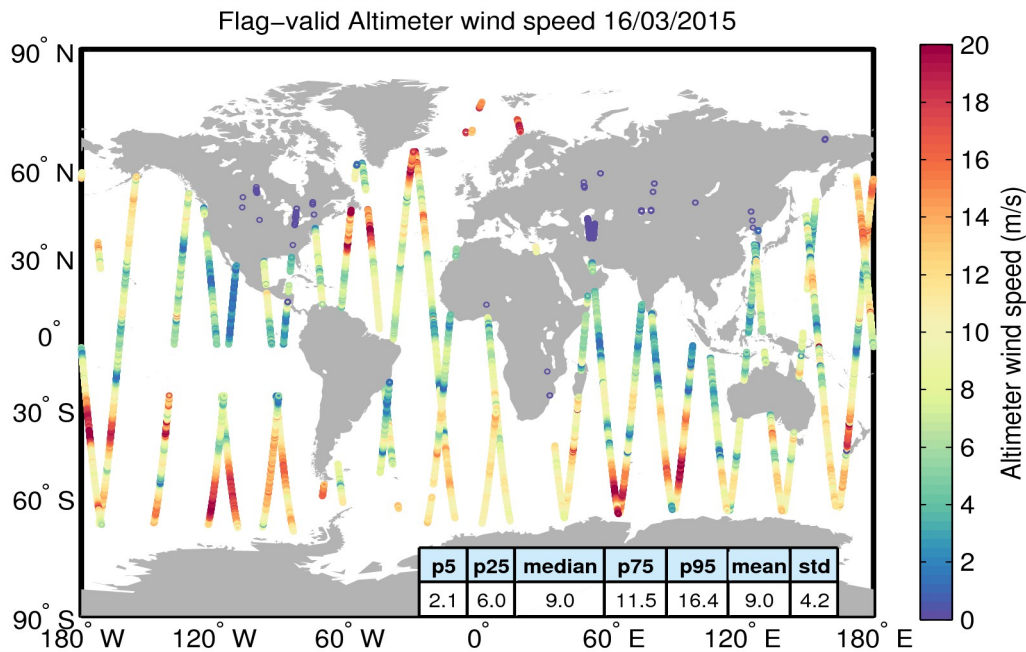 Flag−valid Altimeter wind speed 16/03/2015
90° N
60° N
30° N
0°
30° S
60° S
90° S
180° W
120° W
60° W
0°
60° E
120° E
180° E
p5 p25 median p75 p95 mean std
2.1 6.0 9.0 11.5 16.4 9.0 4.2
20
18
16
14
12
10
8
6
4
2
0
Altimeter wind speed (m/s)